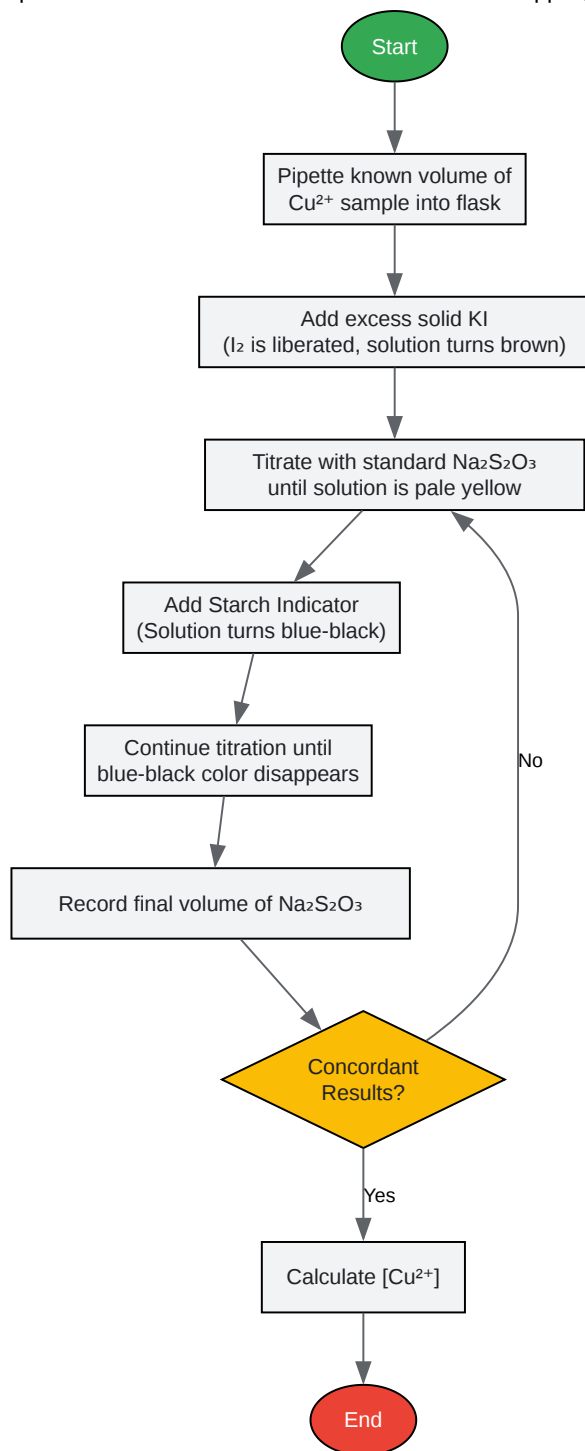 Start
Pipette known volume of
Cu²⁺ sample into flask
Add excess solid KI
(I₂ is liberated, solution turns brown)
Titrate with standard Na₂S₂O₃
until solution is pale yellow
Add Starch Indicator
(Solution turns blue-black)
Continue titration until
blue-black color disappears
No
Record final volume of Na₂S₂O₃
Concordant
Results?
Yes
Calculate [Cu²⁺]
End